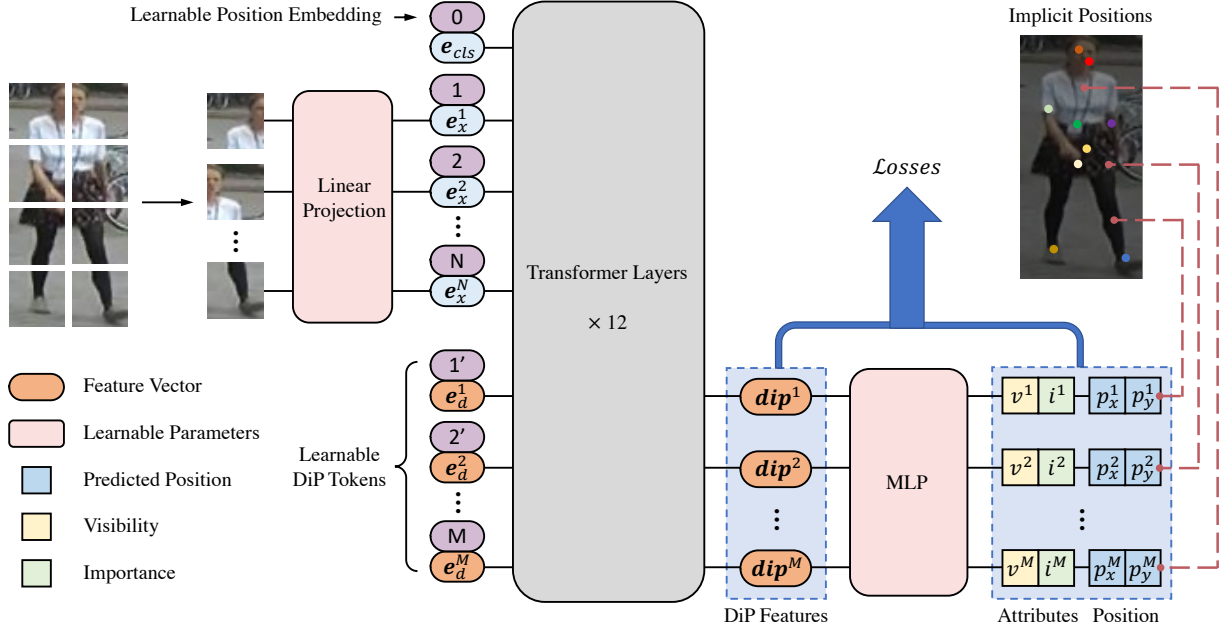 Learnable Position Embedding
0
e_cls
1
e_x^1
2
e_x^2
⋮
N
e_x^N
⋮
Linear
Projection
Transformer Layers
× 12
Implicit Positions
ℒosses
Feature Vector
Learnable Parameters
Predicted Position
Visibility
Importance
Learnable
DiP Tokens
1′
e_d^1
2′
e_d^2
⋮
M
e_d^M
dip^1
dip^2
⋮
dip^M
DiP Features
MLP
v^1 i^1 p_x^1 p_y^1
v^2 i^2 p_x^2 p_y^2
⋮
v^M i^M p_x^M p_y^M
Attributes Position